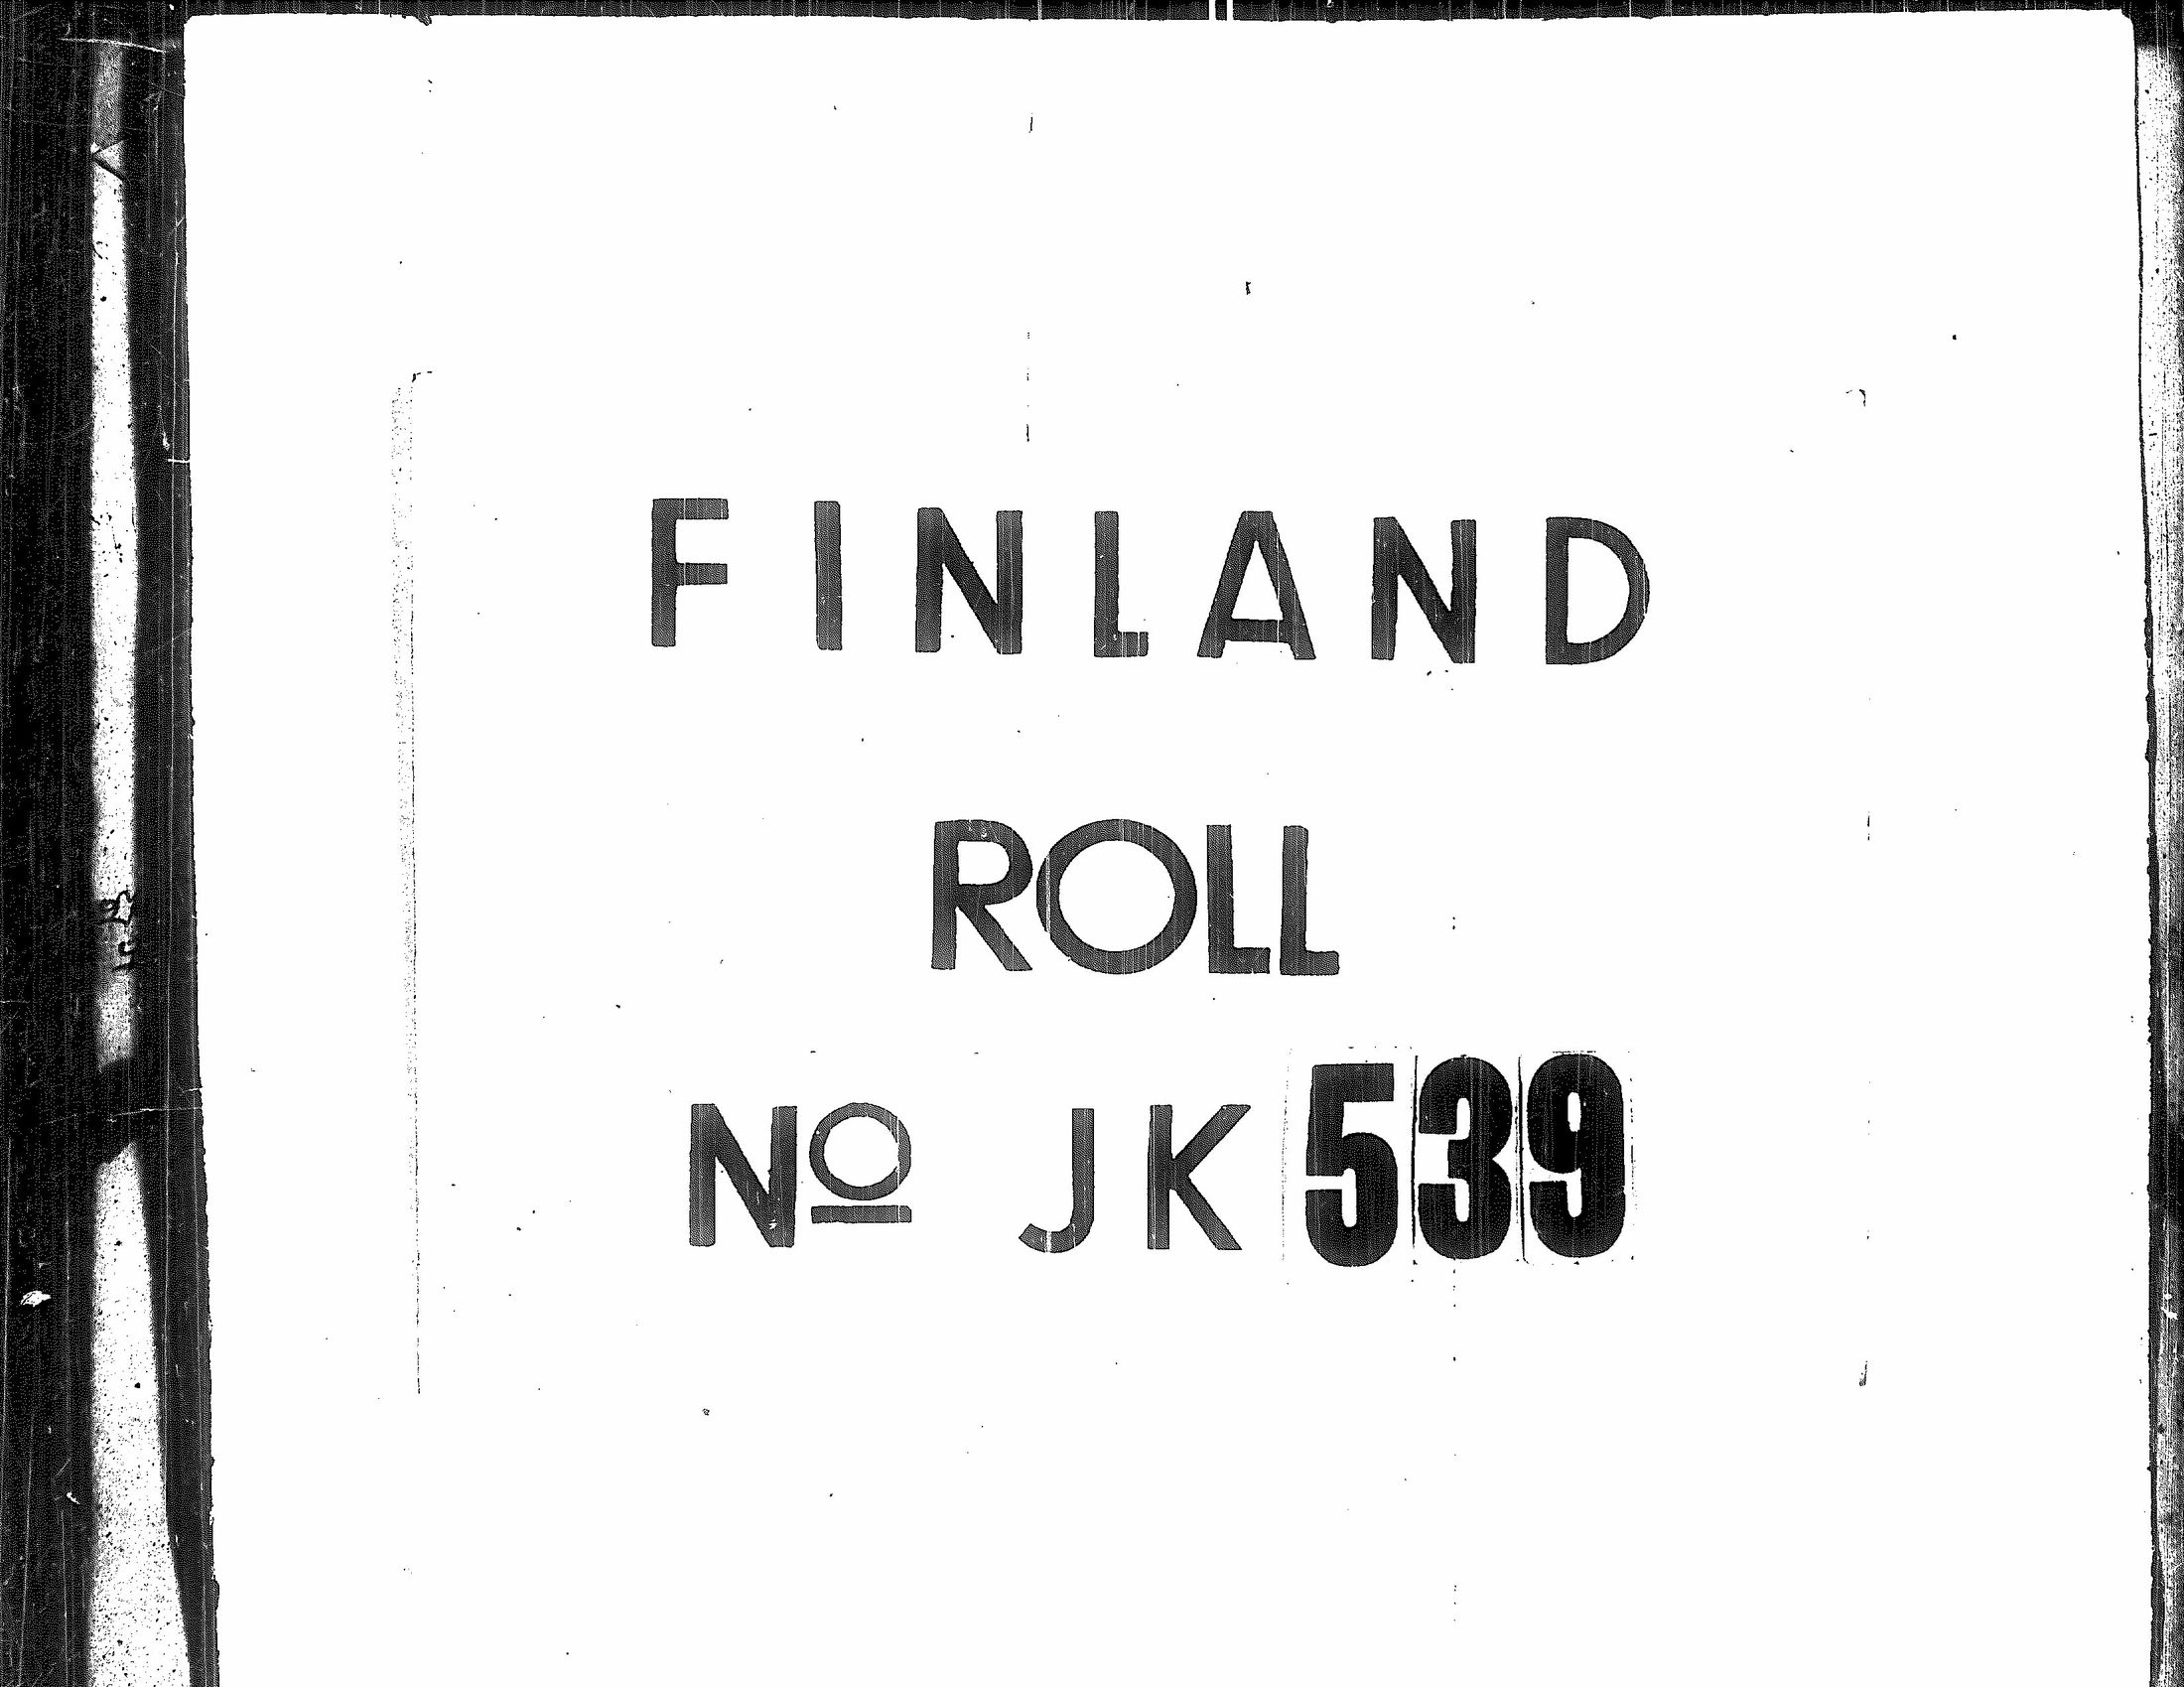 FINLAND
ROLL
Nº JK 539